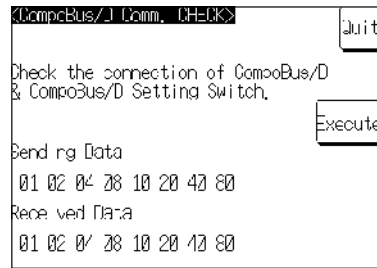 <CompoBus/D Comm. CHECK>
Quit
Check the connection of CompoBus/D
& CompoBus/D Setting Switch.
Execute
Sending Data
01 02 04 08 10 20 40 80
Received Data
01 02 04 08 10 20 40 80